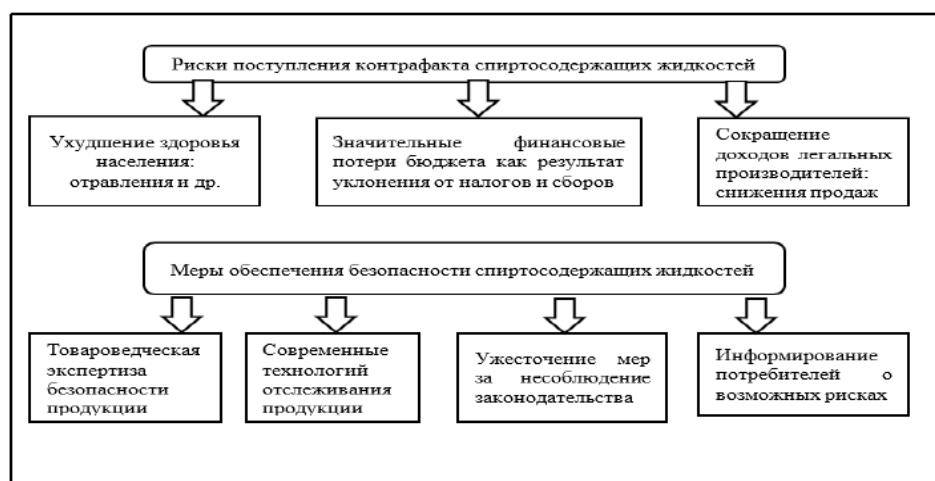 Риски поступления контрафакта спиртосодержащих жидкостей
Ухудшение здоровья
населения:
отравления и др.
Значительные финансовые
потери бюджета как результат
уклонения от налогов и сборов
Сокращение
доходов легальных
производителей:
снижения продаж
Меры обеспечения безопасности спиртосодержащих жидкостей
Товароведческая
экспертиза
безопасности
продукции
Современные
технологий
отслеживания
продукции
Ужесточение мер
за несоблюдение
законодательства
Информирование
потребителей о
возможных рисках